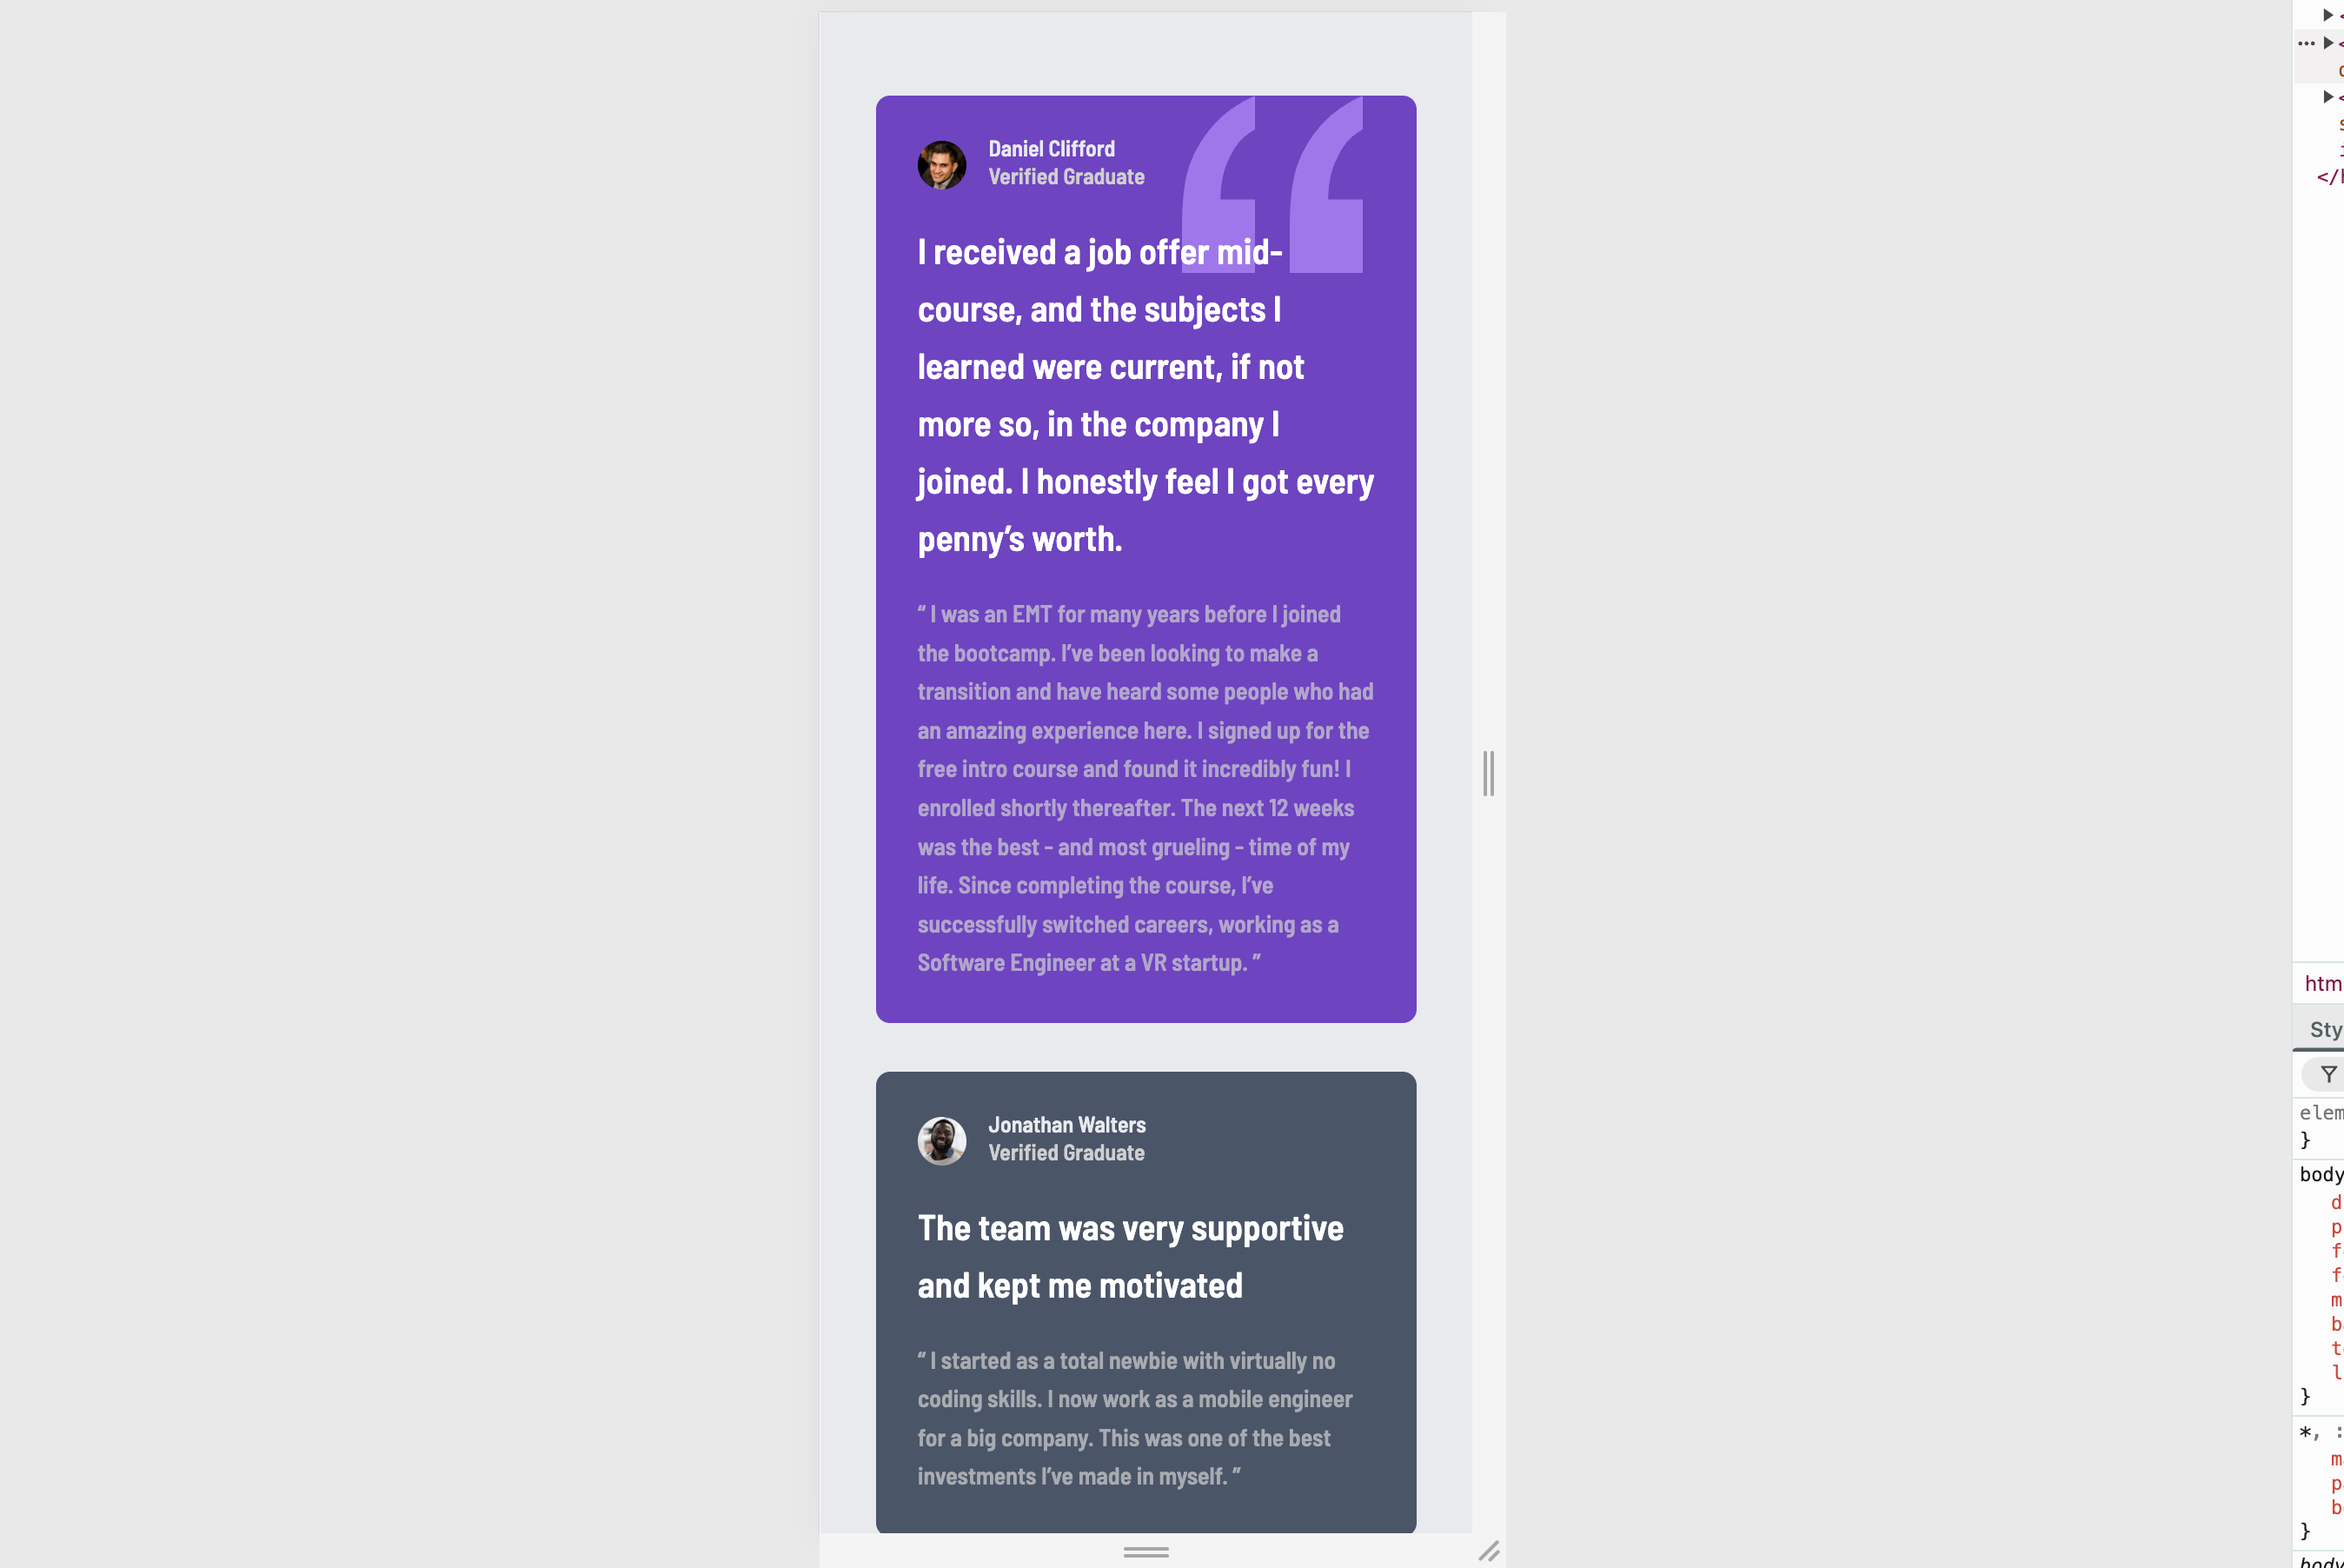 Daniel Clifford
Verified Graduate
I received a job offer mid-
course, and the subjects I
learned were current, if not
more so, in the company I
joined. I honestly feel I got every
penny’s worth.
“ I was an EMT for many years before I joined
the bootcamp. I’ve been looking to make a
transition and have heard some people who had
an amazing experience here. I signed up for the
free intro course and found it incredibly fun! I
enrolled shortly thereafter. The next 12 weeks
was the best – and most grueling – time of my
life. Since completing the course, I’ve
successfully switched careers, working as a
Software Engineer at a VR startup. ”
Jonathan Walters
Verified Graduate
The team was very supportive
and kept me motivated
“ I started as a total newbie with virtually no
coding skills. I now work as a mobile engineer
for a big company. This was one of the best
investments I’ve made in myself. ”
</h
htm
Sty
elem
}
body
d
p
f
f
m
b
t
l
}
*, :
m
p
b
}
body